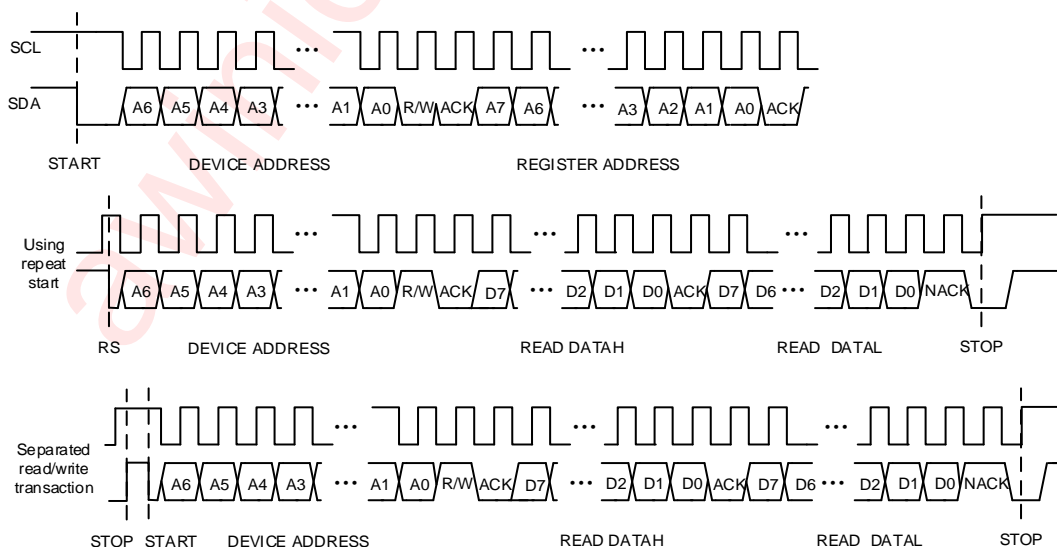 SCL
SDA
A6 A5 A4 A3 ... A1 A0 R/W ACK A7 A6 ... A3 A2 A1 A0 ACK
START DEVICE ADDRESS REGISTER ADDRESS
Using
repeat
start
A6 A5 A4 A3 ... A1 A0 R/W ACK D7 ... D2 D1 D0 ACK D7 D6 ... D2 D1 D0 NACK
RS DEVICE ADDRESS READ DATAH READ DATAL STOP
Separated
read/write
transaction
A6 A5 A4 A3 ... A1 A0 R/W ACK D7 ... D2 D1 D0 ACK D7 D6 ... D2 D1 D0 NACK
STOP START DEVICE ADDRESS READ DATAH READ DATAL STOP
awinic